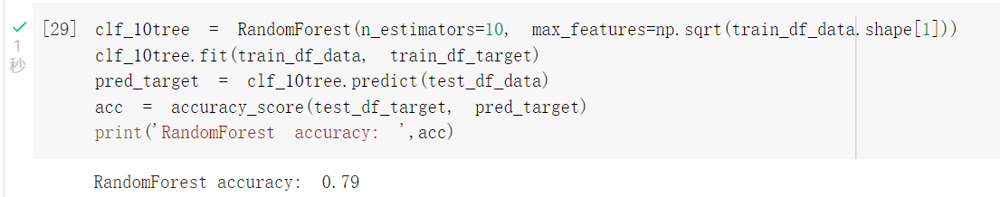 [29] clf_10tree = RandomForest(n_estimators=10, max_features=np.sqrt(train_df_data.shape[1]))
1
秒
clf_10tree.fit(train_df_data, train_df_target)
pred_target = clf_10tree.predict(test_df_data)
acc = accuracy_score(test_df_target, pred_target)
print('RandomForest accuracy: ',acc)
RandomForest accuracy: 0.79